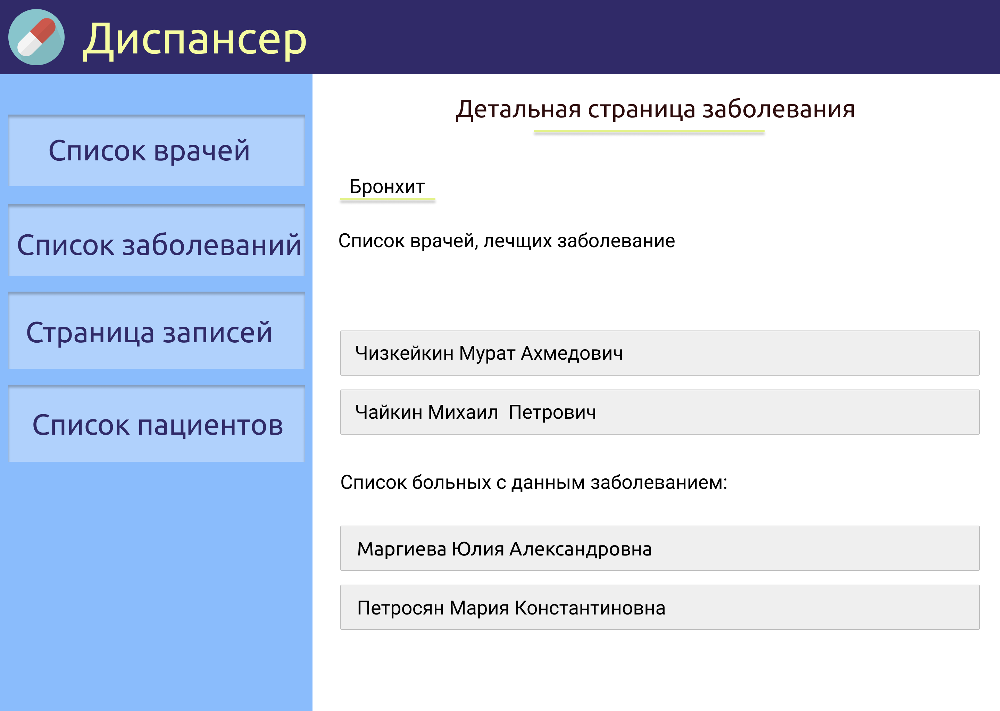 Диспансер
Список врачей
Список заболеваний
Страница записей
Список пациентов
Детальная страница заболевания
Бронхит
Список врачей, лечщих заболевание
Чизкейкин Мурат Ахмедович
Чайкин Михаил  Петрович
Список больных с данным заболеванием:
Маргиева Юлия Александровна
Петросян Мария Константиновна